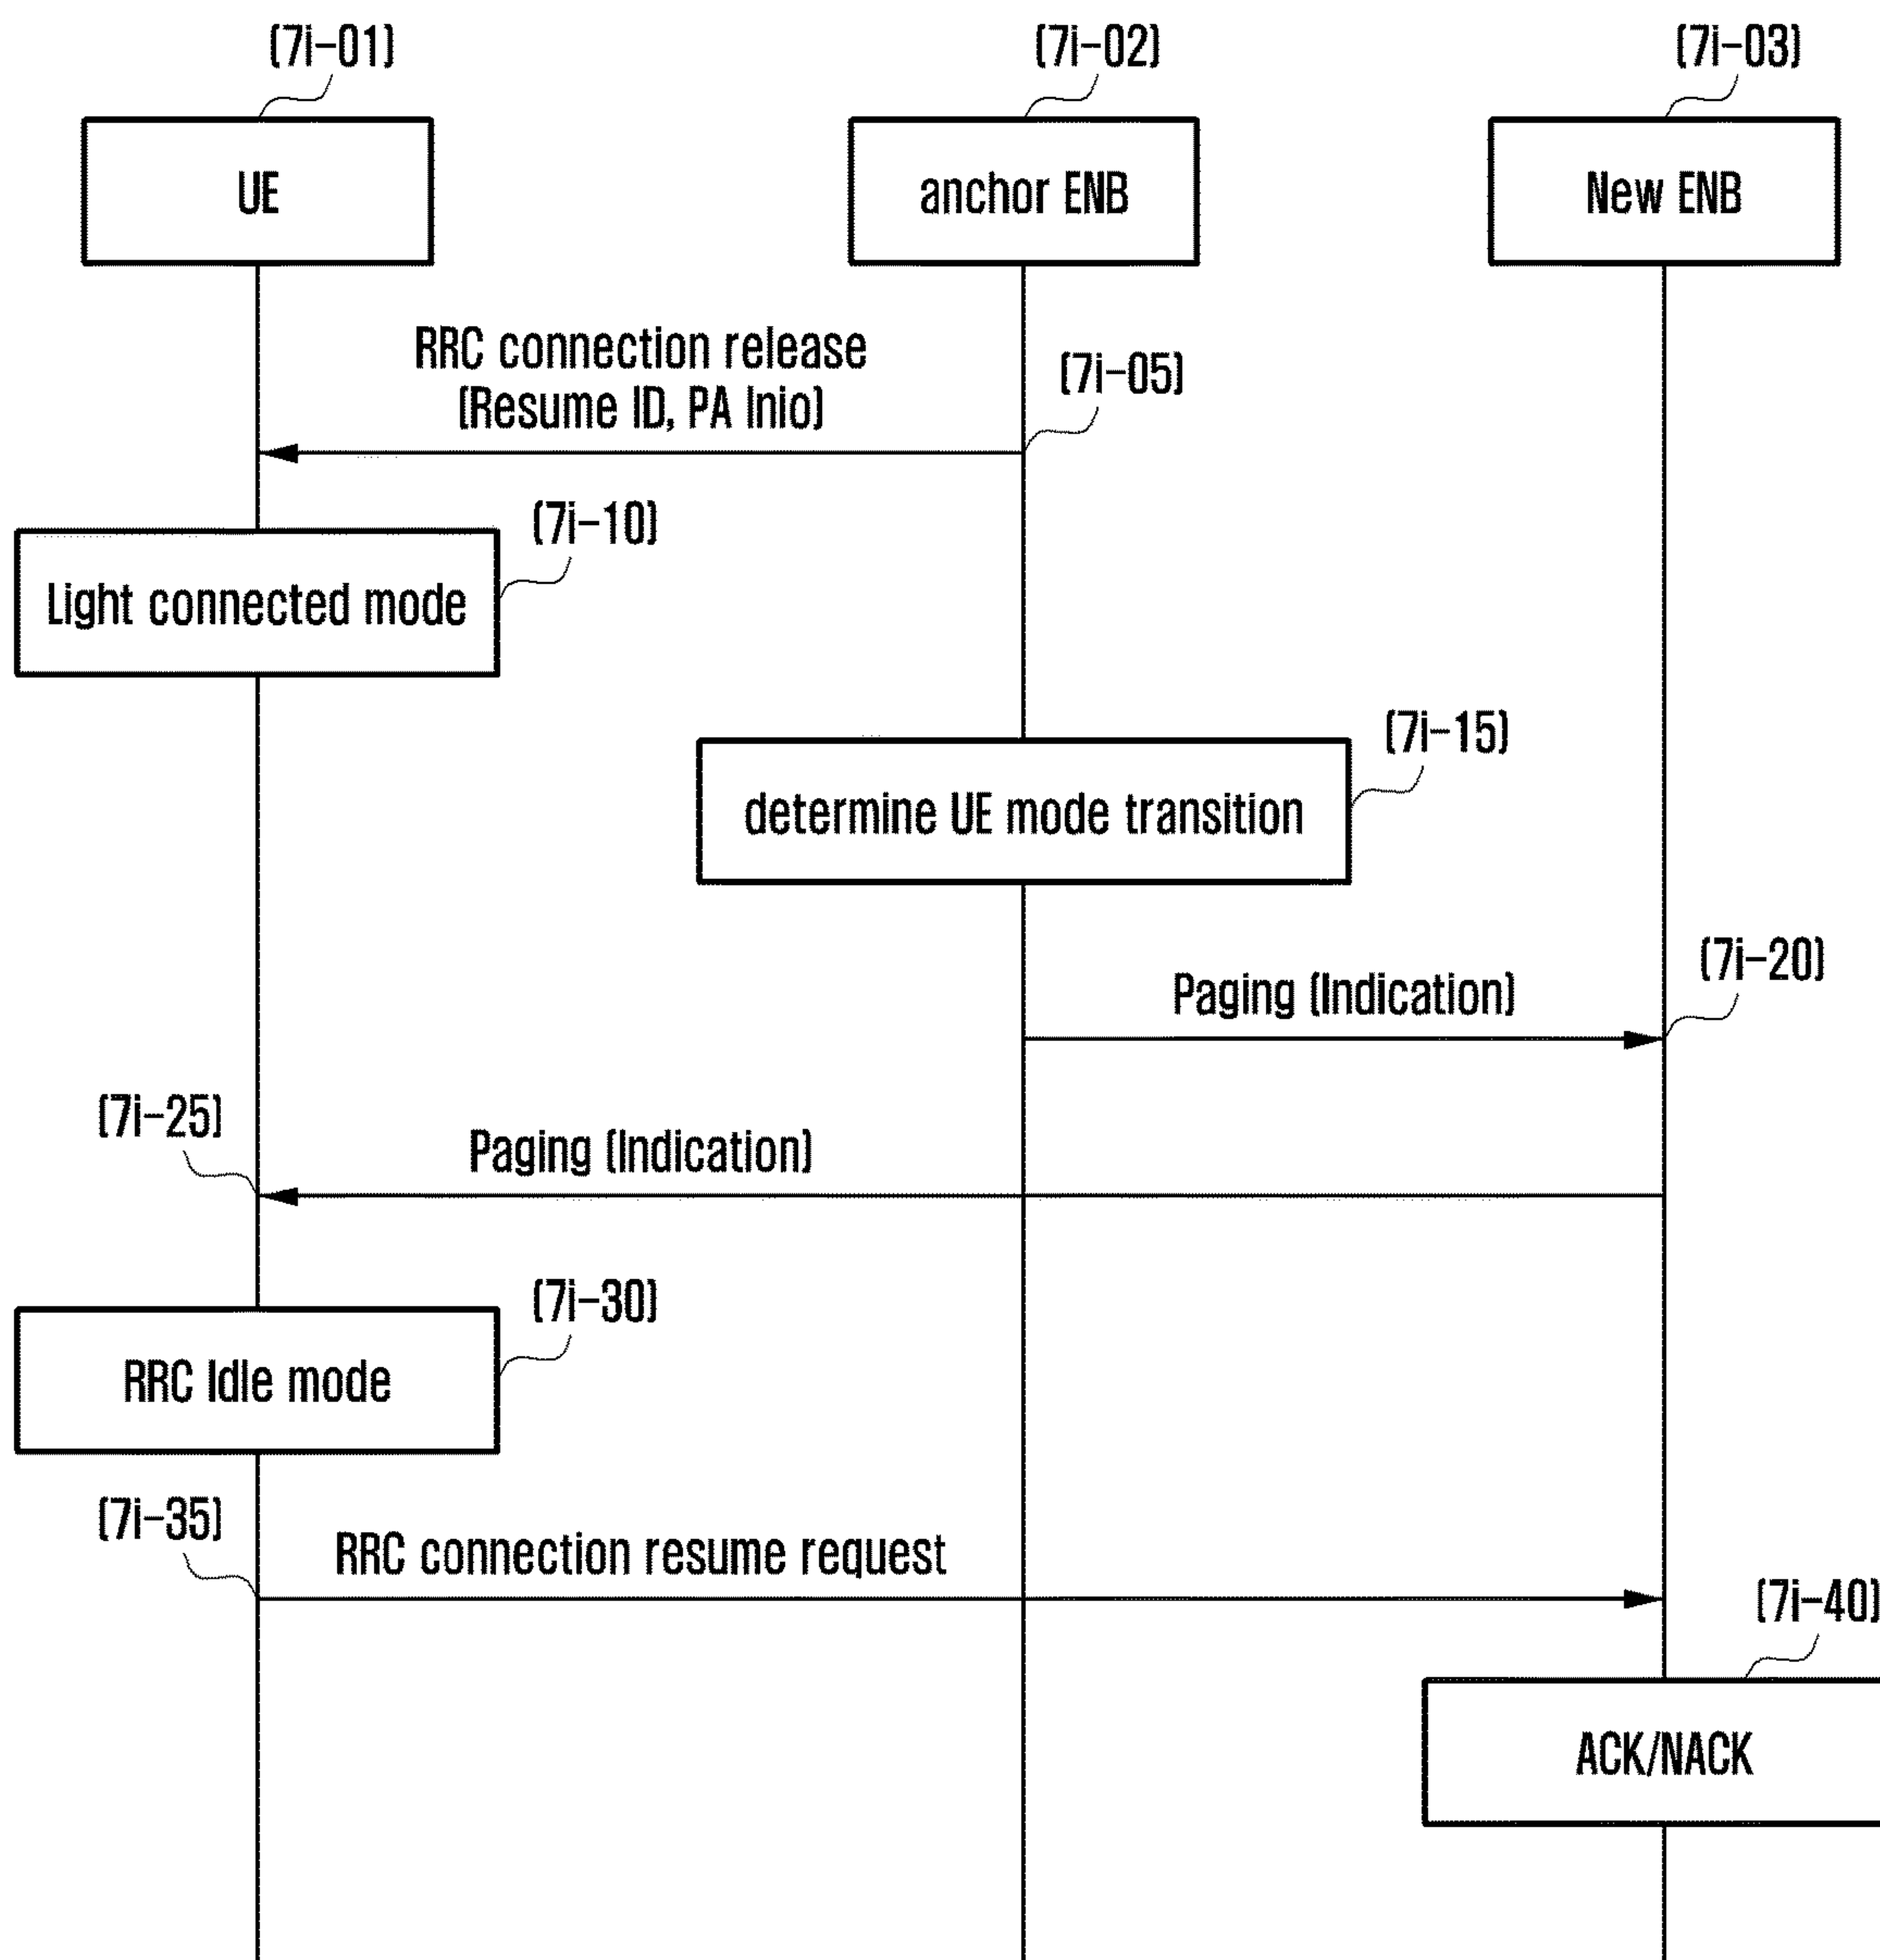 (7i-01)
(7i-02)
(7i-03)
UE
anchor ENB
New ENB
RRC connection release
(Resume ID, PA Inio)
(7i-05)
(7i-10)
Light connected mode
(7i-15)
determine UE mode transition
(7i-20)
Paging (Indication)
(7i-25)
Paging (Indication)
(7i-30)
RRC Idle mode
(7i-35)
RRC connection resume request
(7i-40)
ACK/NACK